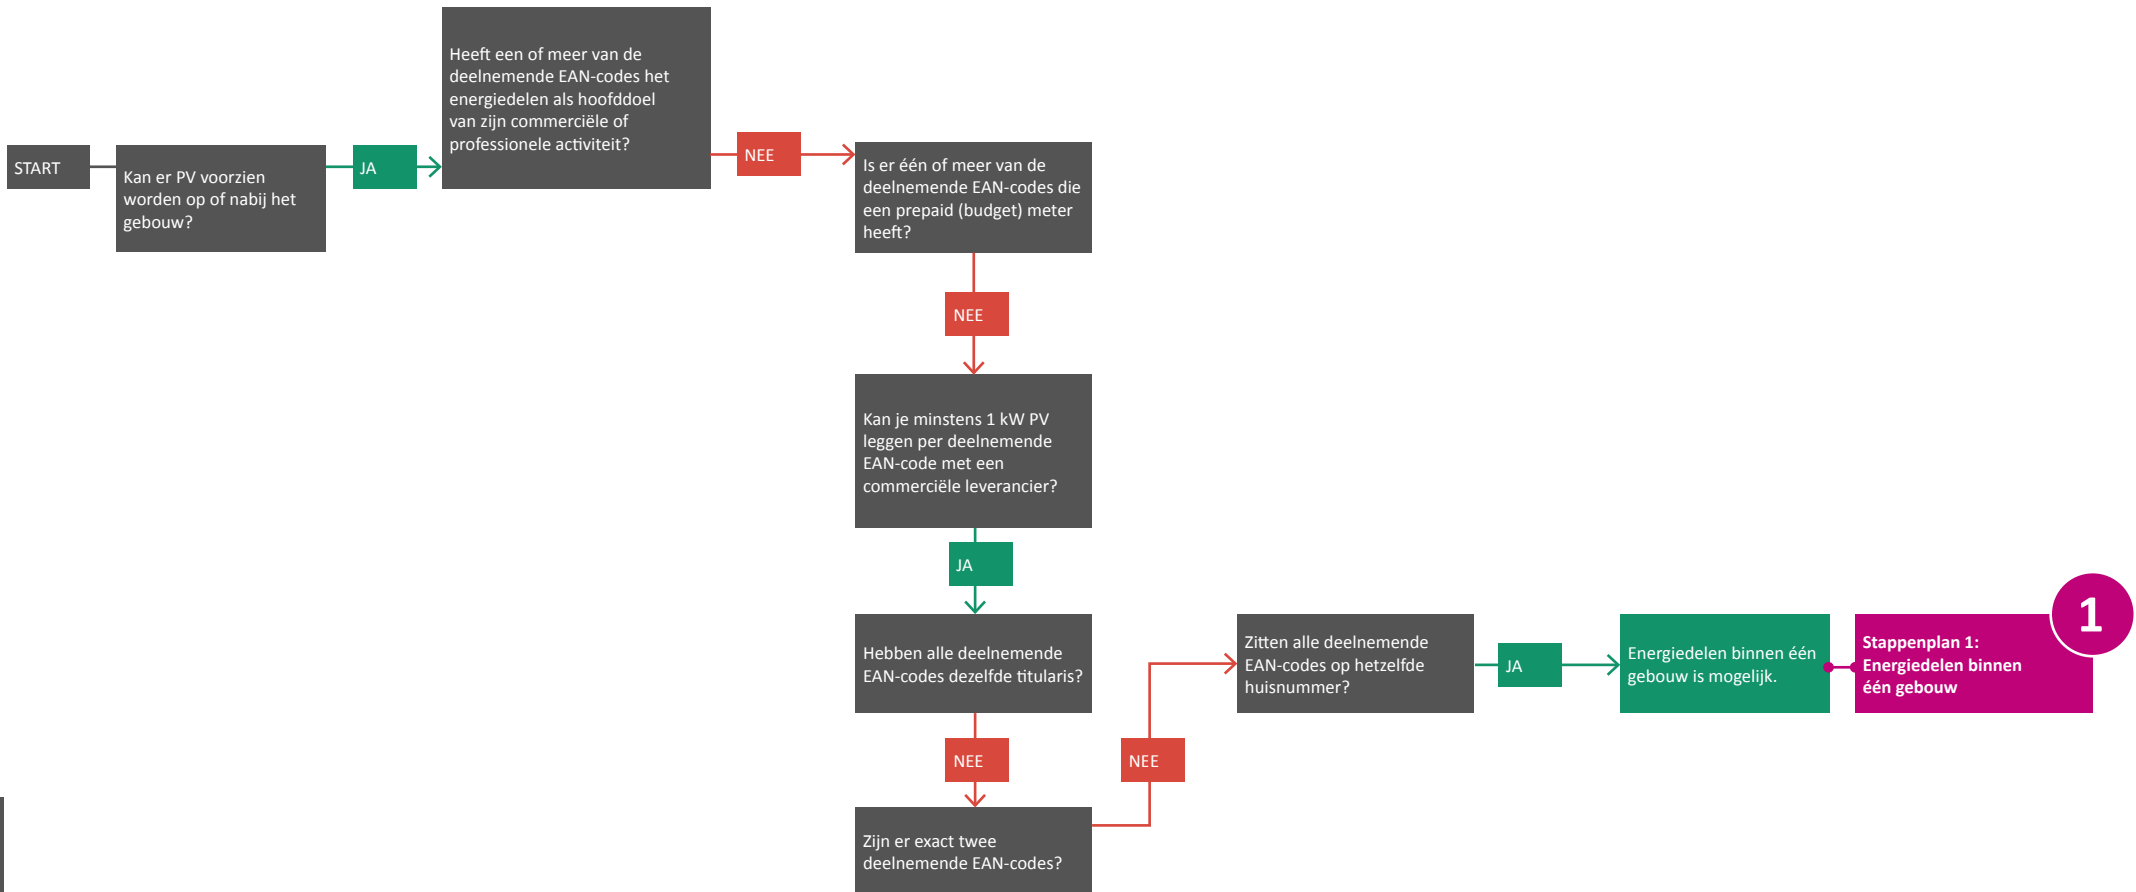 START
Kan er PV voorzien
worden op of nabij het
gebouw?
JA
Heeft een of meer van de
deelnemende EAN-codes het
energiedelen als hoofddoel
van zijn commerciële of
professionele activiteit?
NEE
Is er één of meer van de
deelnemende EAN-codes die
een prepaid (budget) meter
heeft?
NEE
Kan je minstens 1 kW PV
leggen per deelnemende
EAN-code met een
commerciële leverancier?
JA
Hebben alle deelnemende
EAN-codes dezelfde titularis?
NEE
Zijn er exact twee
deelnemende EAN-codes?
NEE
Zitten alle deelnemende
EAN-codes op hetzelfde
huisnummer?
JA
Energiedelen binnen één
gebouw is mogelijk.
Stappenplan 1:
Energiedelen binnen
één gebouw
1